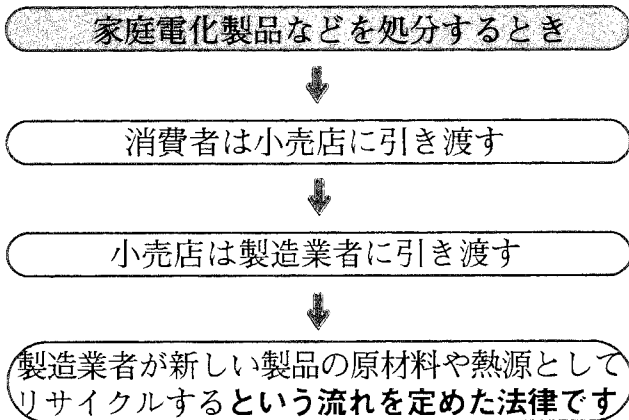 家庭電化製品などを処分するとき
消費者は小売店に引き渡す
小売店は製造業者に引き渡す
製造業者が新しい製品の原材料や熱源として
リサイクルするという流れを定めた法律です